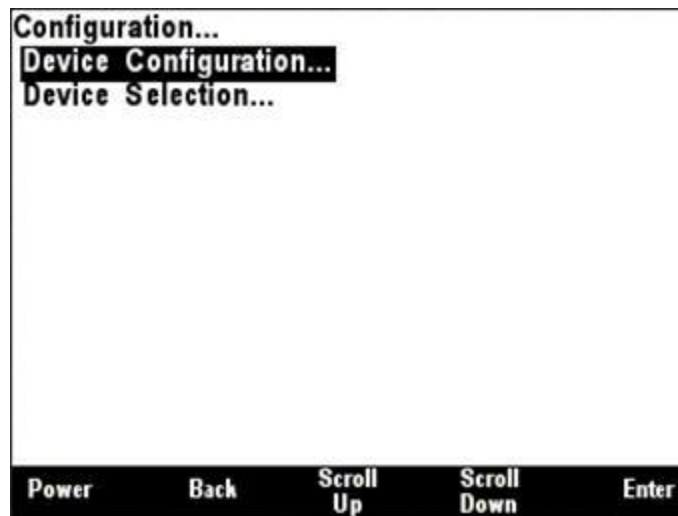 Configuration...
Device Configuration...
Device Selection...
Power Back Scroll Up Scroll Down Enter